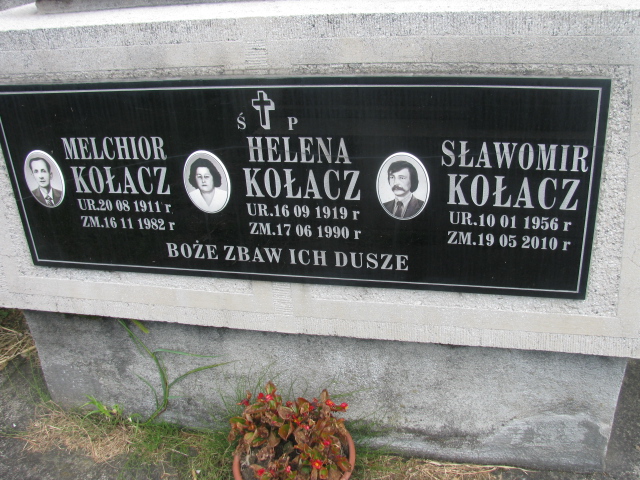 Ś P
MELCHIOR
KOŁACZ
UR.20 08 1911 r
ZM.16 11 1982 r
HELENA
KOŁACZ
UR.16 09 1919 r
ZM.17 06 1990 r
SŁAWOMIR
KOŁACZ
UR.10 01 1956 r
ZM.19 05 2010 r
BOŻE ZBAW ICH DUSZE